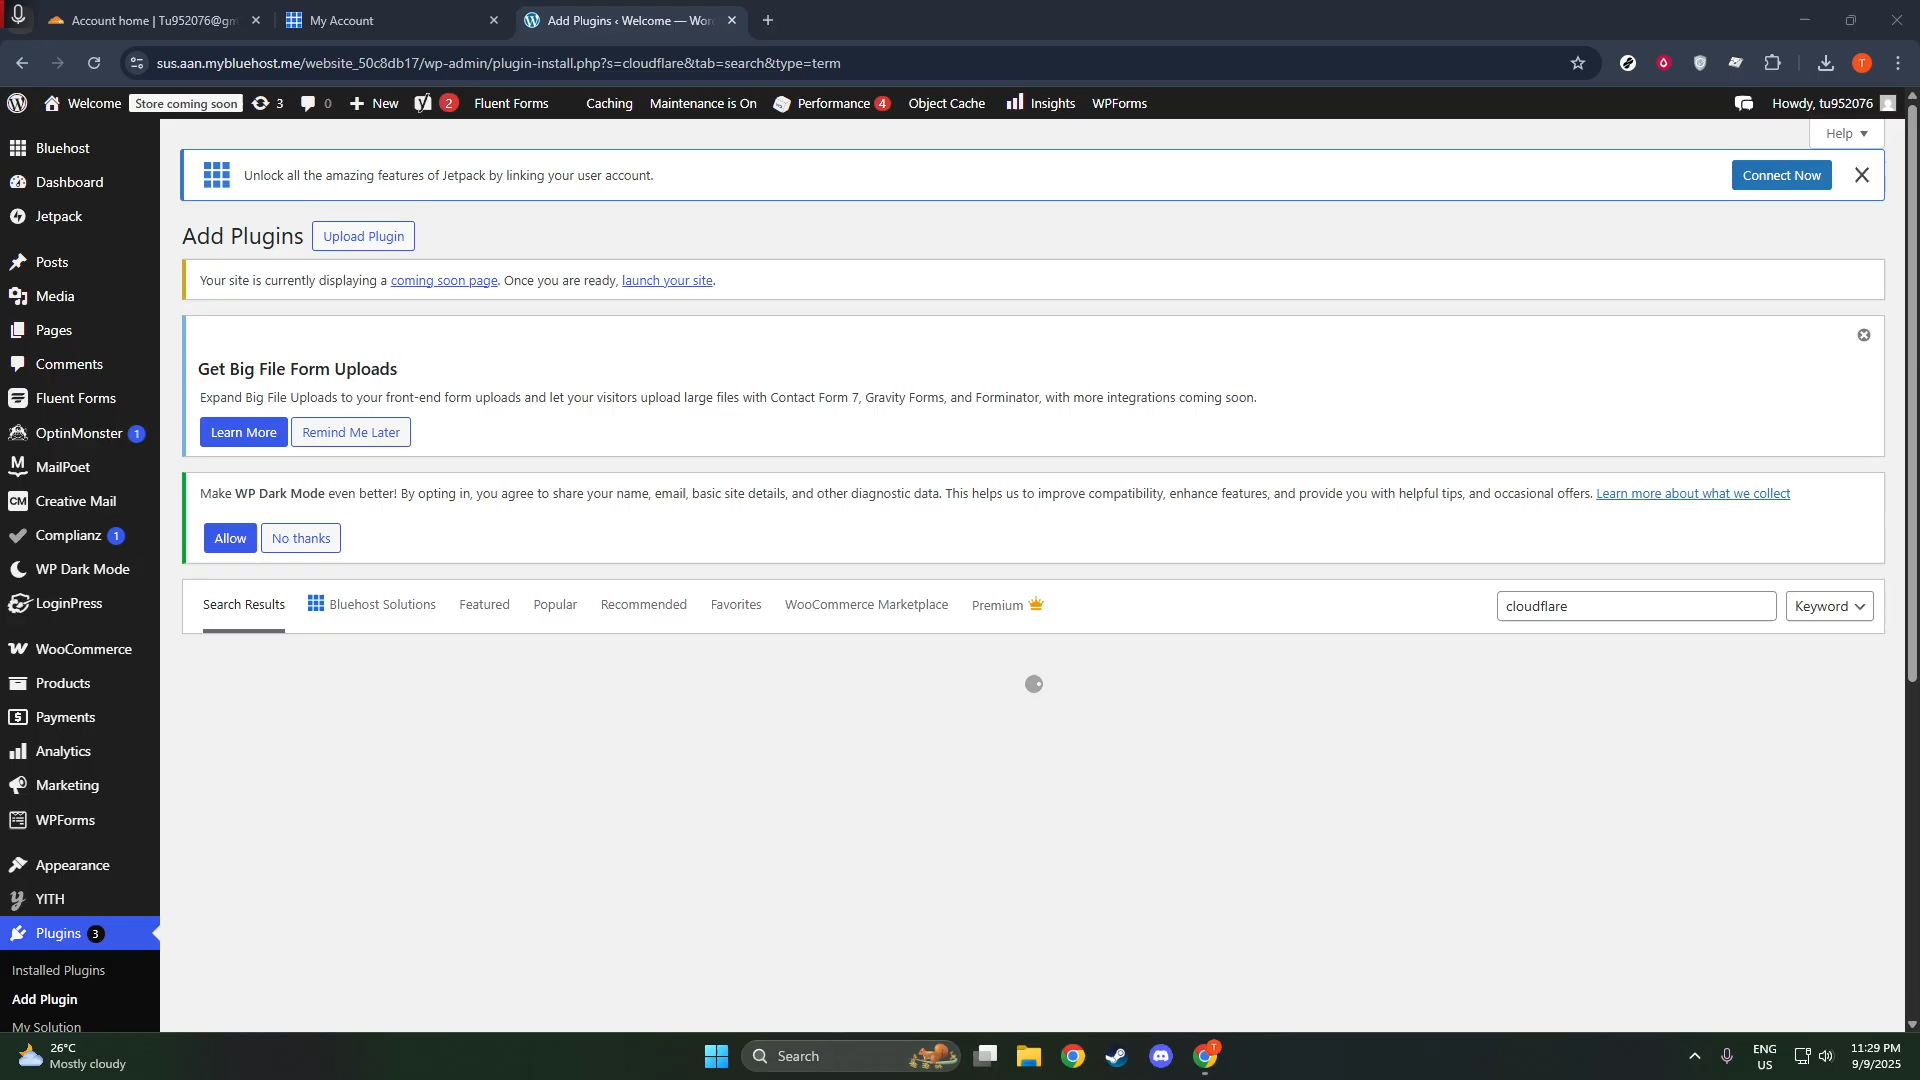 Account home | Tu952076@gm
My Account
Add Plugins ‹ Welcome — Wor
sus.aan.mybluehost.me/website_50c8db17/wp-admin/plugin-install.php?s=cloudflare&tab=search&type=term
T
Welcome
Store coming soon
3
0
New
2
Fluent Forms
Caching
Maintenance is On
Performance 4
Object Cache
Insights
WPForms
Howdy, tu952076
Help
Bluehost
Dashboard
Jetpack
Posts
Media
Pages
Comments
Fluent Forms
OptinMonster 1
MailPoet
Creative Mail
Complianz 1
WP Dark Mode
LoginPress
WooCommerce
Products
Payments
Analytics
Marketing
WPForms
Appearance
YITH
Plugins 3
Installed Plugins
Add Plugin
My Solution
Unlock all the amazing features of Jetpack by linking your user account.
Connect Now
Add Plugins
Upload Plugin
Your site is currently displaying a coming soon page. Once you are ready, launch your site.
Get Big File Form Uploads
Expand Big File Uploads to your front-end form uploads and let your visitors upload large files with Contact Form 7, Gravity Forms, and Forminator, with more integrations coming soon.
Learn More
Remind Me Later
Make WP Dark Mode even better! By opting in, you agree to share your name, email, basic site details, and other diagnostic data. This helps us to improve compatibility, enhance features, and provide you with helpful tips, and occasional offers. Learn more about what we collect
Allow
No thanks
Search Results
Bluehost Solutions
Featured
Popular
Recommended
Favorites
WooCommerce Marketplace
Premium
cloudflare
Keyword
26°C
Mostly cloudy
Search
ENG
US
11:29 PM
9/9/2025